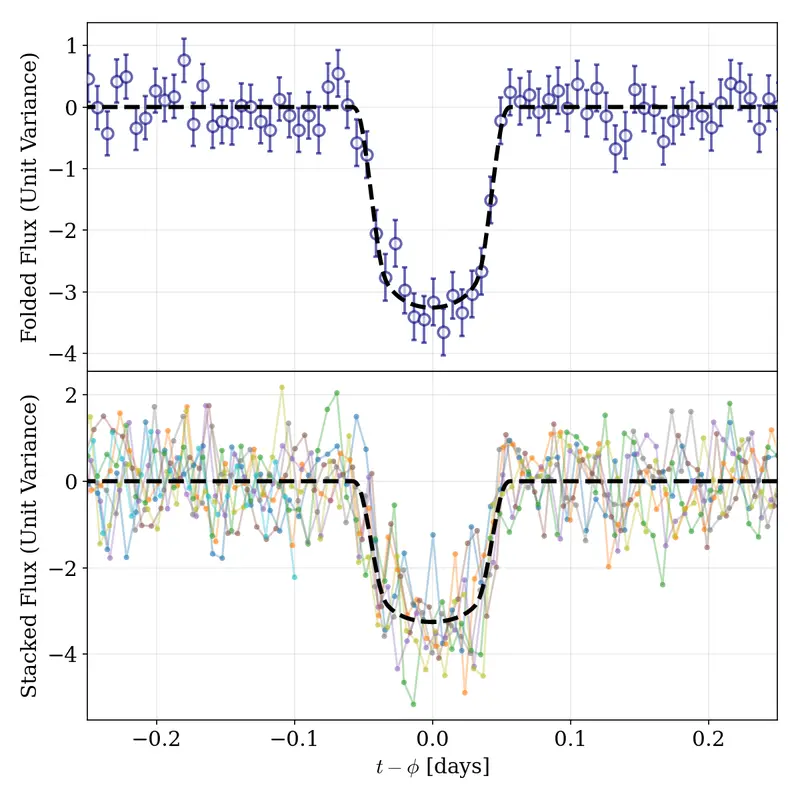 Folded Flux (Unit Variance)
1
0
−1
−2
−3
−4
Stacked Flux (Unit Variance)
2
0
−2
−4
−0.2 −0.1 0.0 0.1 0.2
t − ϕ [days]